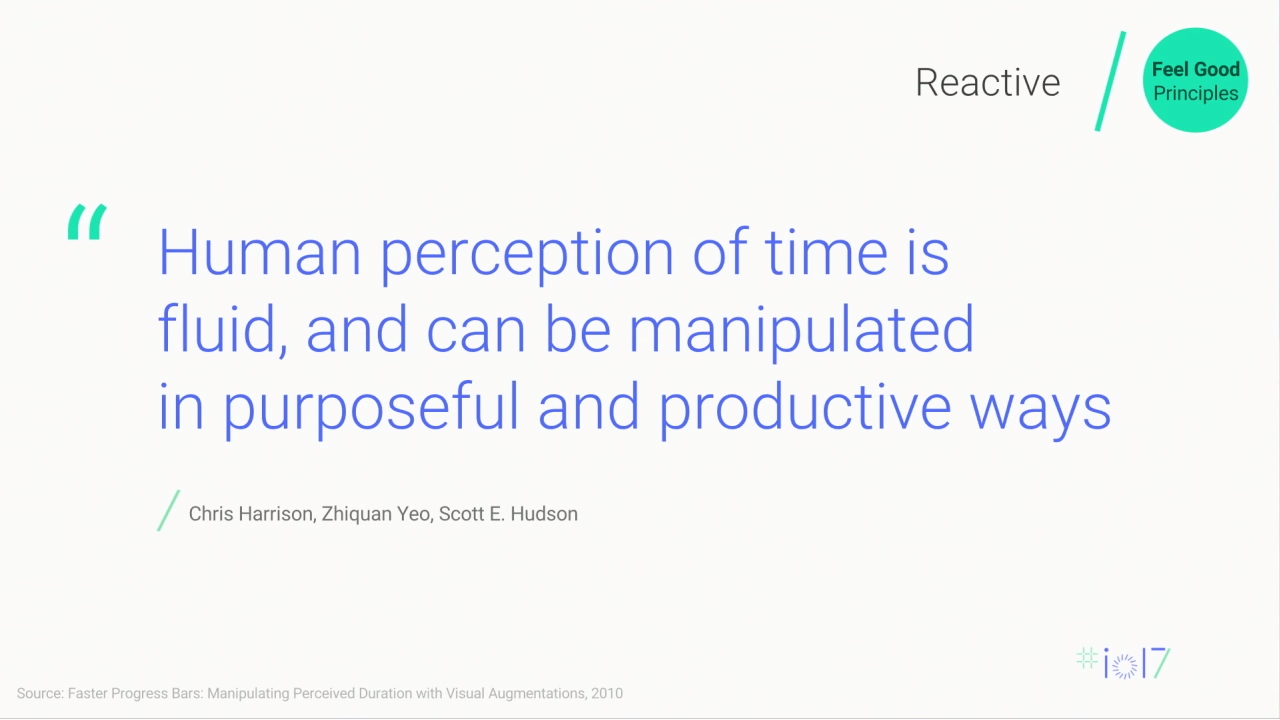 Reactive
Feel Good
Principles
“
Human perception of time is
fluid, and can be manipulated
in purposeful and productive ways
Chris Harrison, Zhiquan Yeo, Scott E. Hudson
#io17
Source: Faster Progress Bars: Manipulating Perceived Duration with Visual Augmentations, 2010